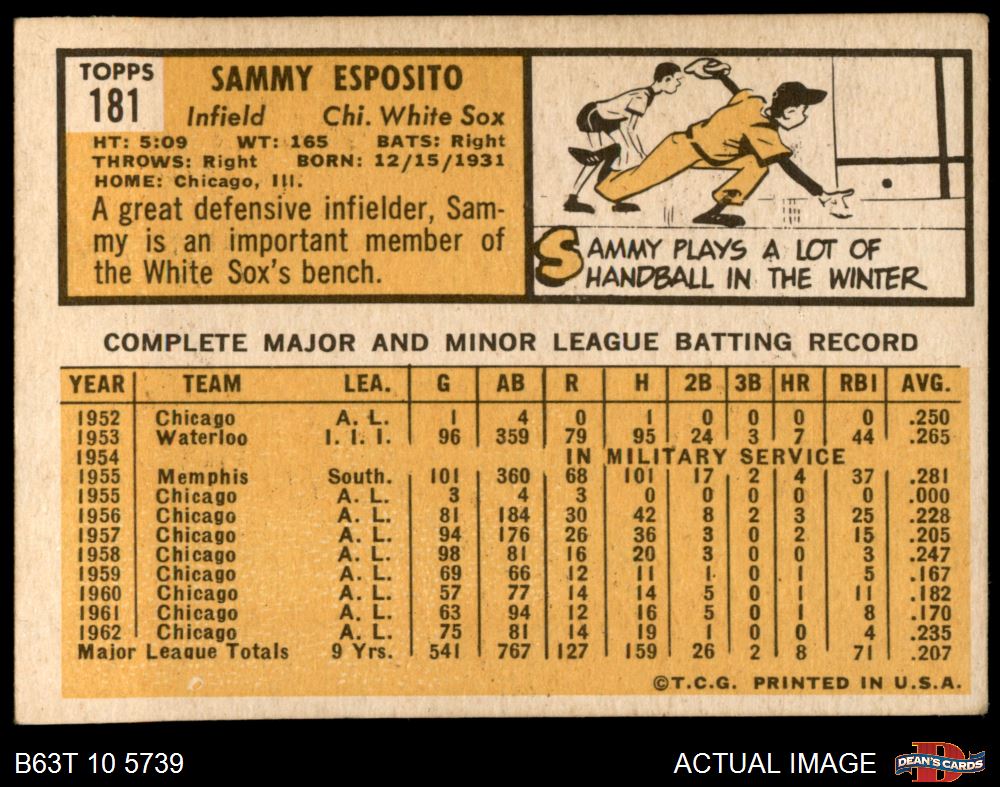 TOPPS
181
SAMMY ESPOSITO
Infield Chi. White Sox
HT: 5:09 WT: 165 BATS: Right
THROWS: Right BORN: 12/15/1931
HOME: Chicago, Ill.
A great defensive infielder, Sam-
my is an important member of
the White Sox's bench.
SAMMY PLAYS A LOT OF
HANDBALL IN THE WINTER
COMPLETE MAJOR AND MINOR LEAGUE BATTING RECORD
YEAR TEAM LEA. G AB R H 2B 3B HR RBI AVG.
1952 Chicago A. L. 1 4 0 1 0 0 0 0 .250
1953 Waterloo I. I. I. 96 359 79 95 24 3 7 44 .265
1954 IN MILITARY SERVICE
1955 Memphis South. 101 360 68 101 17 2 4 37 .281
1955 Chicago A. L. 3 4 3 0 0 0 0 0 .000
1956 Chicago A. L. 81 184 30 42 8 2 3 25 .228
1957 Chicago A. L. 94 176 26 36 3 0 2 15 .205
1958 Chicago A. L. 98 81 16 20 3 0 0 3 .247
1959 Chicago A. L. 69 66 12 11 1 0 1 5 .167
1960 Chicago A. L. 57 77 14 14 5 0 1 11 .182
1961 Chicago A. L. 63 94 12 16 5 0 1 8 .170
1962 Chicago A. L. 75 81 14 19 1 0 0 4 .235
Major League Totals 9 Yrs. 541 767 127 159 26 2 8 71 .207
©T.C.G. PRINTED IN U.S.A.
B63T 10 5739
ACTUAL IMAGE
DEAN'S CARDS